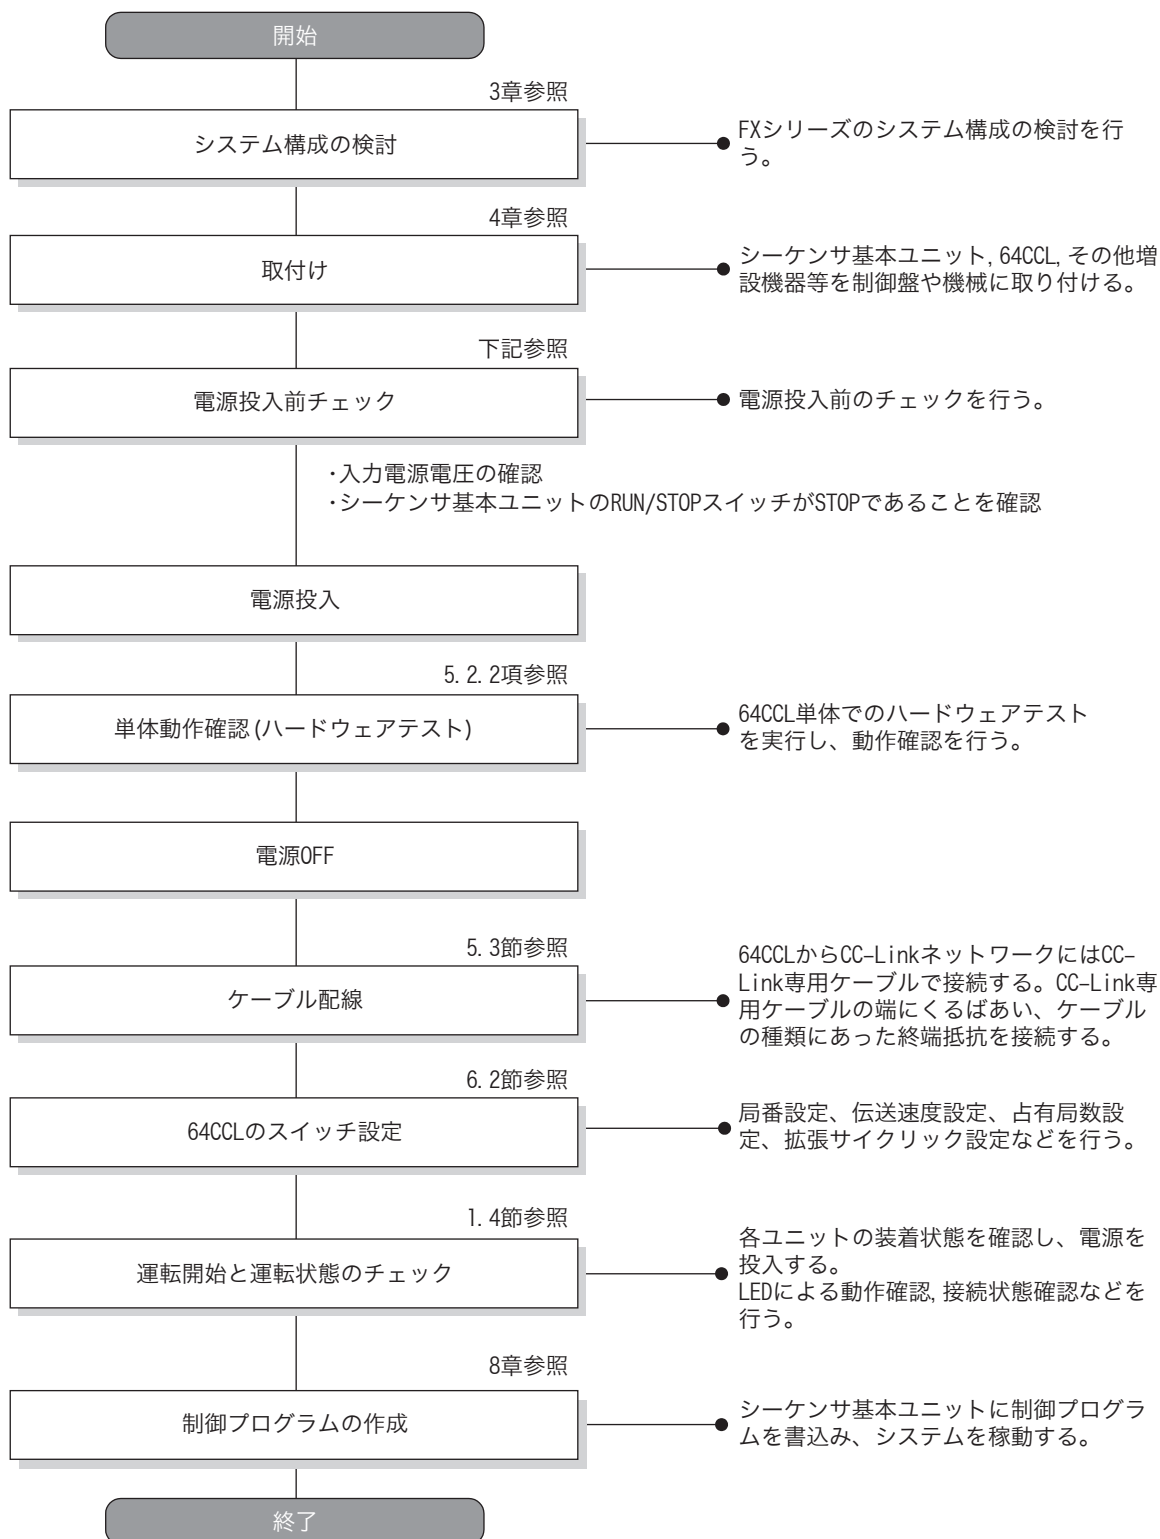 開始
3章参照
システム構成の検討
FXシリーズのシステム構成の検討を行
う。
4章参照
取付け
シーケンサ基本ユニット,64CCL,その他増
設機器等を制御盤や機械に取り付ける。
下記参照
電源投入前チェック
電源投入前のチェックを行う。
・入力電源電圧の確認
・シーケンサ基本ユニットのRUN/STOPスイッチがSTOPであることを確認
電源投入
5.2.2項参照
単体動作確認(ハードウェアテスト)
64CCL単体でのハードウェアテスト
を実行し、動作確認を行う。
電源OFF
5.3節参照
ケーブル配線
64CCLからCC-LinkネットワークにはCC-
Link専用ケーブルで接続する。CC-Link専
用ケーブルの端にくるばあい、ケーブル
の種類にあった終端抵抗を接続する。
6.2節参照
64CCLのスイッチ設定
局番設定、伝送速度設定、占有局数設
定、拡張サイクリック設定などを行う。
1.4節参照
運転開始と運転状態のチェック
各ユニットの装着状態を確認し、電源を
投入する。
LEDによる動作確認,接続状態確認などを
行う。
8章参照
制御プログラムの作成
シーケンサ基本ユニットに制御プログラ
ムを書込み、システムを稼動する。
終了